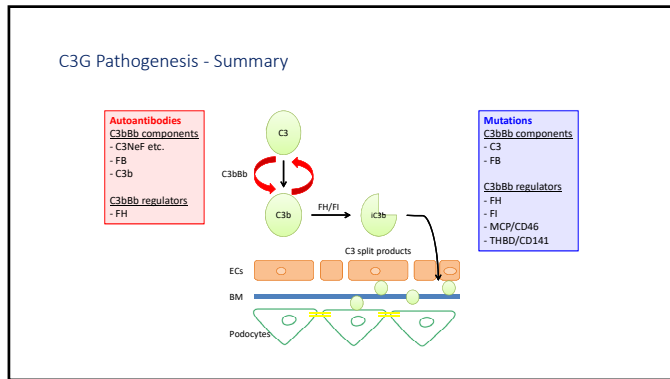 C3G Pathogenesis - Summary
Autoantibodies
C3bBb components
- C3NeF etc.
- FB
- C3b
C3bBb regulators
- FH
C3
C3bBb
C3b
FH/FI
iC3b
C3 split products
ECs
BM
Podocytes
Mutations
C3bBb components
- C3
- FB
C3bBb regulators
- FH
- FI
- MCP/CD46
- THBD/CD141